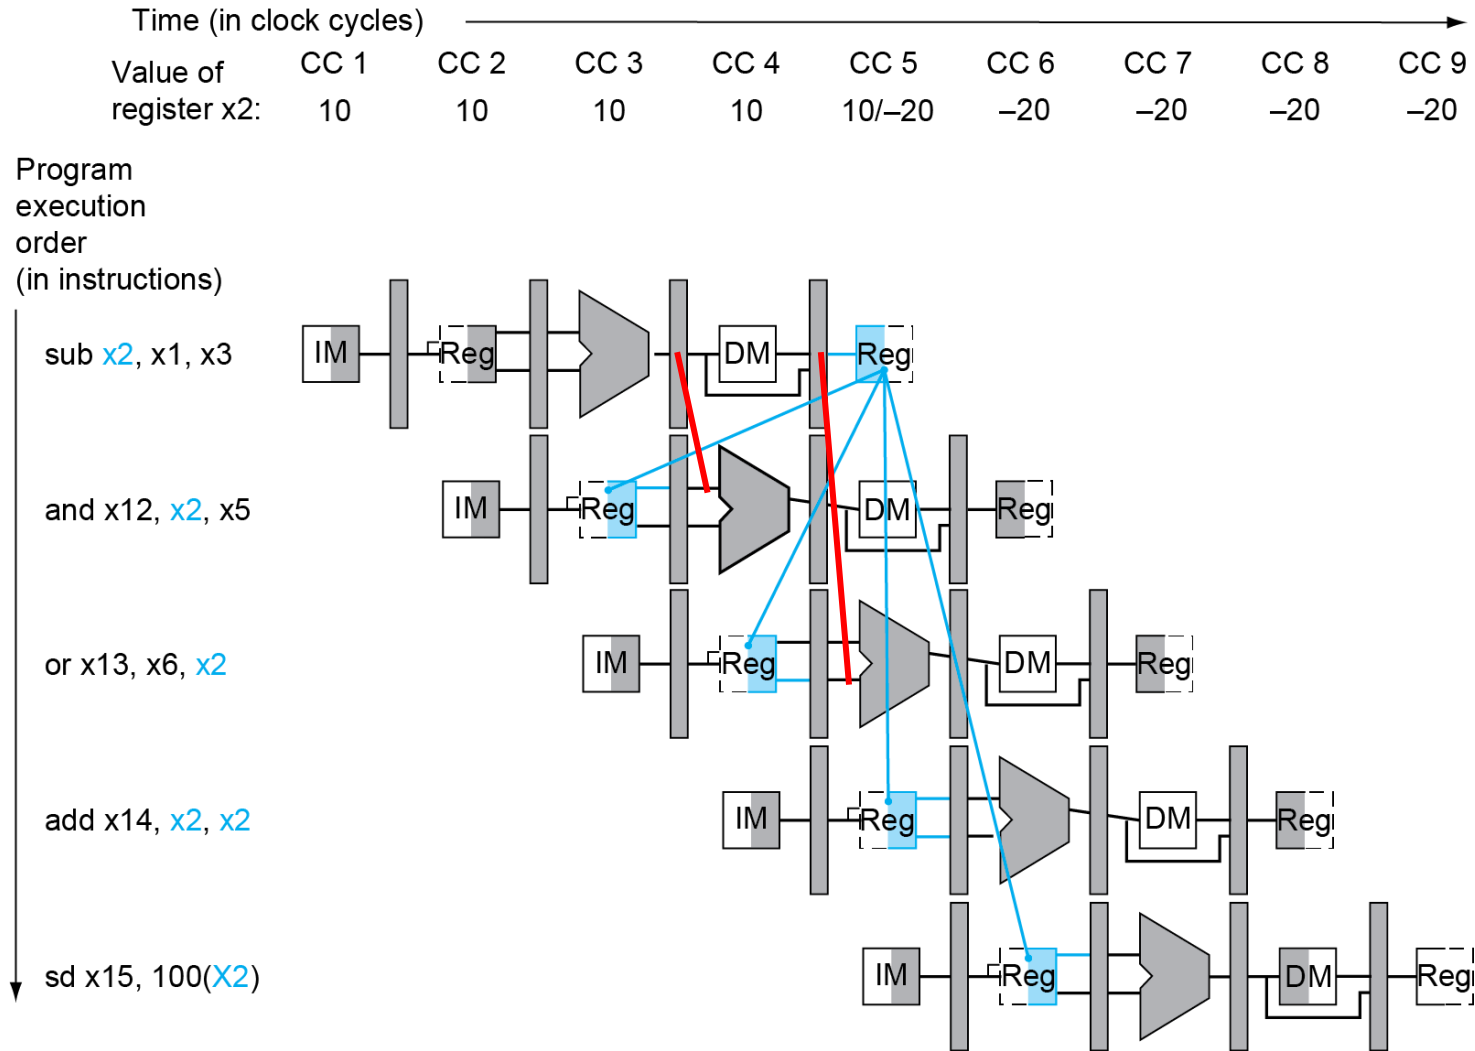 Time (in clock cycles)
Value of register x2:
CC 1 CC 2 CC 3 CC 4 CC 5 CC 6 CC 7 CC 8 CC 9
10 10 10 10 10/–20 –20 –20 –20 –20
Program
execution
order
(in instructions)
sub x2, x1, x3
IM Reg DM Reg
and x12, x2, x5
IM Reg DM Reg
or x13, x6, x2
IM Reg DM Reg
add x14, x2, x2
IM Reg DM Reg
sd x15, 100(X2)
IM Reg DM Reg